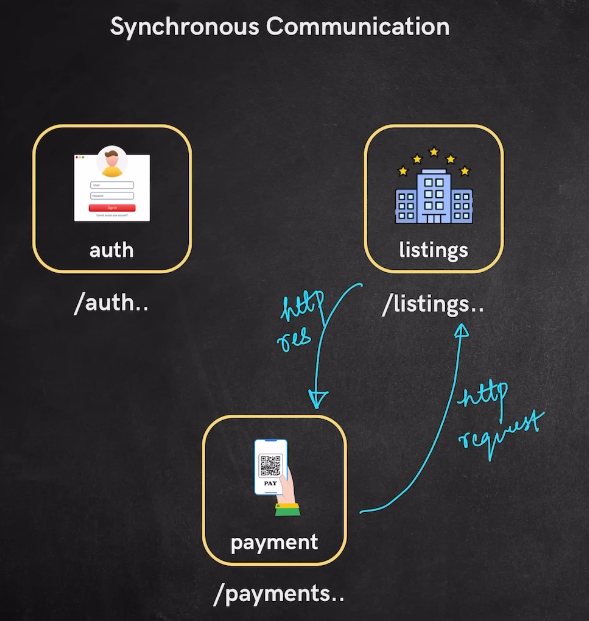 Synchronous Communication
auth
/auth..
listings
/listings..
http
res
http
request
PAY
payment
/payments..